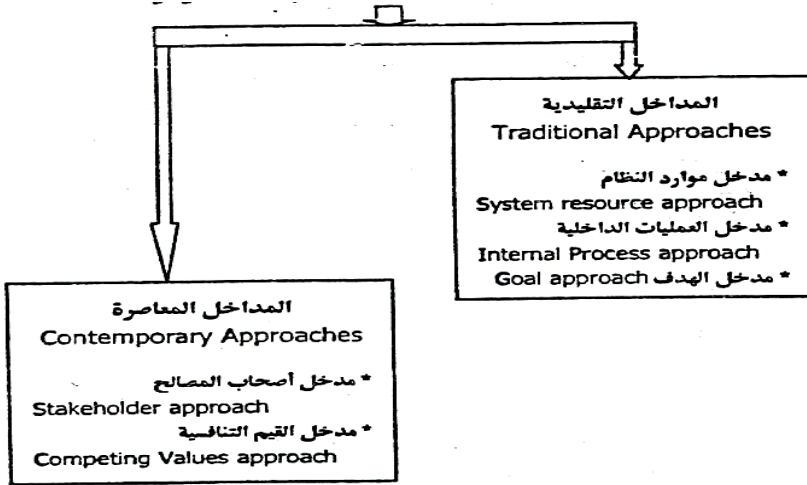 المداخل التقليدية
Traditional Approaches
* مدخل موارد النظام
System resource approach
* مدخل العمليات الداخلية
Internal Process approach
* مدخل الهدف Goal approach
المداخل المعاصرة
Contemporary Approaches
* مدخل أصحاب المصالح
Stakeholder approach
* مدخل القيم التنافسية
Competing Values approach